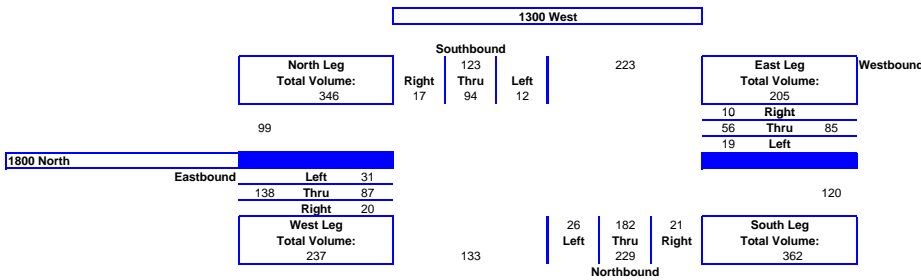 1300 West
Southbound
North Leg 123 223 East Leg Westbound
Total Volume: Right Thru Left Total Volume:
346 17 94 12 205
10 Right
99 56 Thru 85
19 Left
1800 North
Eastbound Left 31
138 Thru 87 120
Right 20
West Leg 26 182 21 South Leg
Total Volume: Left Thru Right Total Volume:
237 133 229 362
Northbound